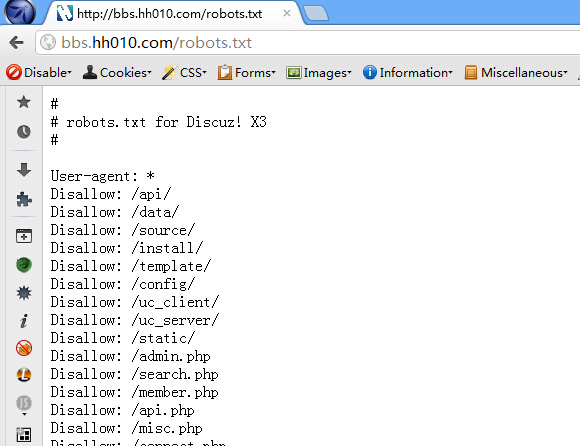 http://bbs.hh010.com/robots.txt
bbs.hh010.com/robots.txt
Disable Cookies CSS Forms Images Information Miscellaneous
#
# robots.txt for Discuz! X3
#
User-agent: *
Disallow: /api/
Disallow: /data/
Disallow: /source/
Disallow: /install/
Disallow: /template/
Disallow: /config/
Disallow: /uc_client/
Disallow: /uc_server/
Disallow: /static/
Disallow: /admin.php
Disallow: /search.php
Disallow: /member.php
Disallow: /api.php
Disallow: /misc.php
Disallow: /connect.php